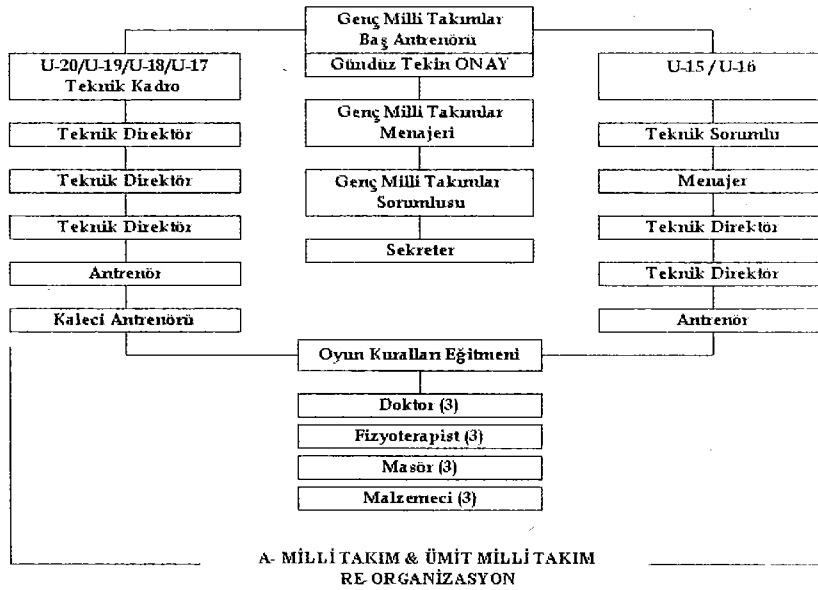 Genç Milli Takımlar
Baş Antrenörü
Gündüz Tekin ONAY
U-20/U-19/U-18/U-17
Teknik Kadro
Teknik Direktör
Teknik Direktör
Teknik Direktör
Antrenör
Kaleci Antrenörü
Genç Milli Takımlar
Menajeri
Genç Milli Takımlar
Sorumlusu
Sekreter
U-15 / U-16
Teknik Sorumlu
Menajer
Teknik Direktör
Teknik Direktör
Antrenör
Oyun Kuralları Eğitmeni
Doktor (3)
Fizyoterapist (3)
Masör (3)
Malzemeci (3)
A- MİLLİ TAKIM & ÜMİT MİLLİ TAKIM
RE-ORGANİZASYON